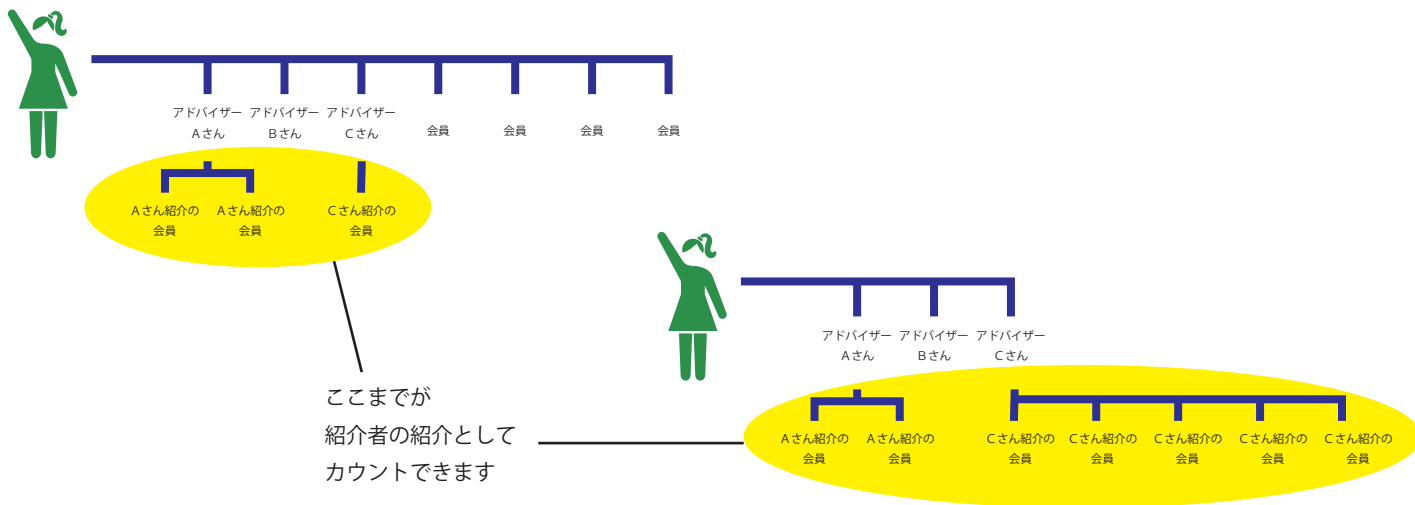 アドバイザー アドバイザー アドバイザー
Aさん Bさん Cさん 会員 会員 会員 会員
Aさん紹介の Aさん紹介の Cさん紹介の
会員 会員 会員
アドバイザー アドバイザー アドバイザー
Aさん Bさん Cさん
ここまでが
紹介者の紹介として
カウントできます
Aさん紹介の Aさん紹介の Cさん紹介の Cさん紹介の Cさん紹介の Cさん紹介の Cさん紹介の
会員 会員 会員 会員 会員 会員 会員